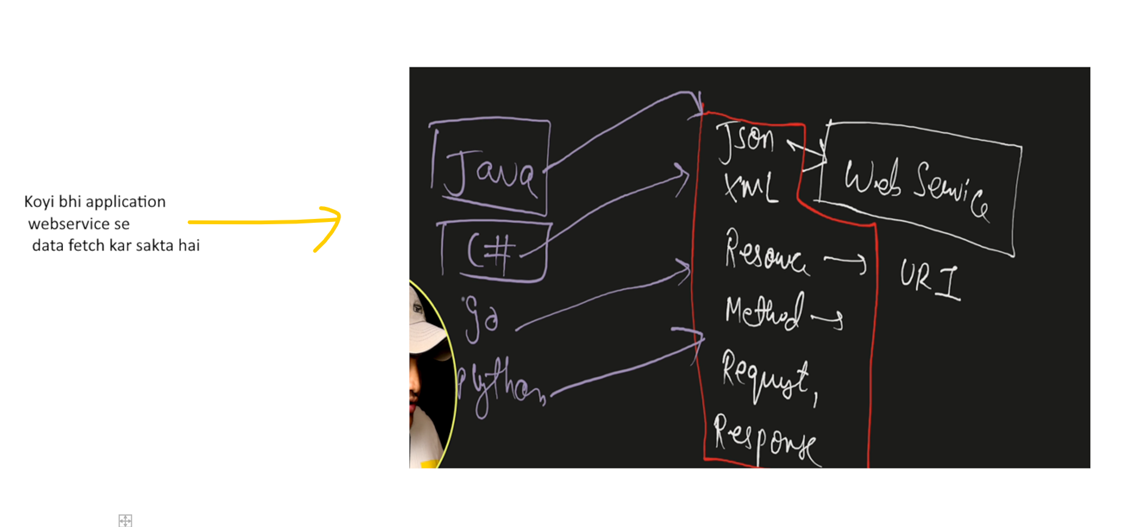 Koyi bhi application
webservice se
data fetch kar sakta hai
Java
C#
go
Python
Json
XML
Web Service
Resource
URI
Method
Request,
Response